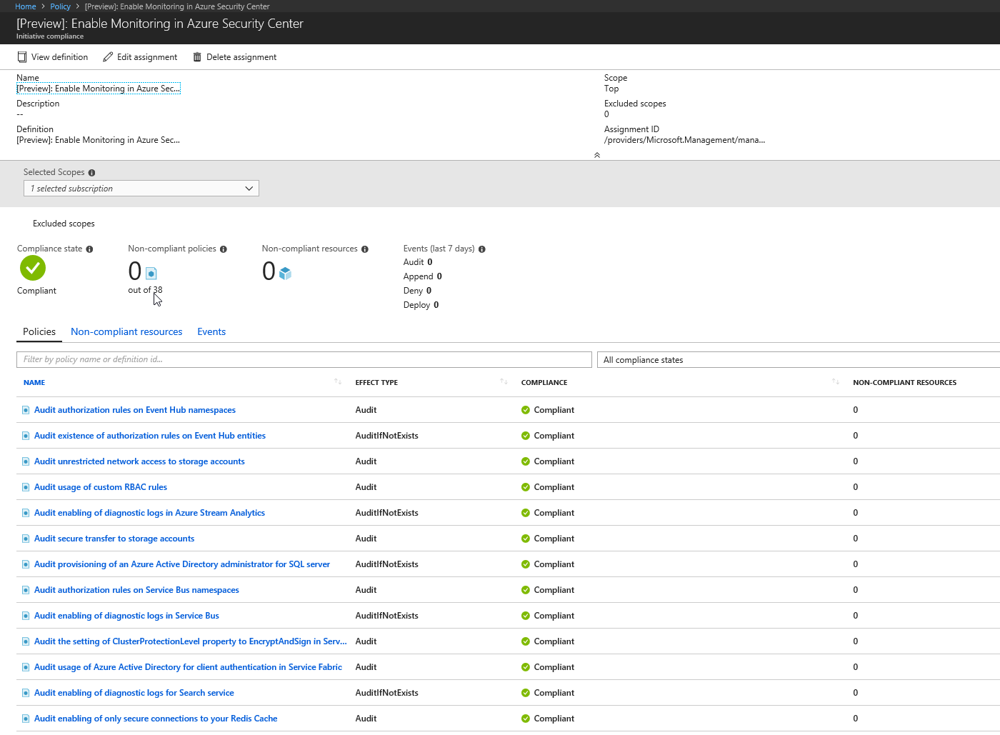 Home > Policy > [Preview]: Enable Monitoring in Azure Security Center
[Preview]: Enable Monitoring in Azure Security Center
Initiative compliance
View definition Edit assignment Delete assignment
Name
[Preview]: Enable Monitoring in Azure Sec...
Description
--
Definition
[Preview]: Enable Monitoring in Azure Sec...
Scope
Top
Excluded scopes
0
Assignment ID
/providers/Microsoft.Management/mana...
Selected Scopes
1 selected subscription
Excluded scopes
Compliance state
Compliant
Non-compliant policies
0
out of 38
Non-compliant resources
0
Events (last 7 days)
Audit 0
Append 0
Deny 0
Deploy 0
Policies Non-compliant resources Events
Filter by policy name or definition id... All compliance states
NAME EFFECT TYPE COMPLIANCE NON-COMPLIANT RESOURCES
Audit authorization rules on Event Hub namespaces Audit Compliant 0
Audit existence of authorization rules on Event Hub entities AuditIfNotExists Compliant 0
Audit unrestricted network access to storage accounts Audit Compliant 0
Audit usage of custom RBAC rules Audit Compliant 0
Audit enabling of diagnostic logs in Azure Stream Analytics AuditIfNotExists Compliant 0
Audit secure transfer to storage accounts Audit Compliant 0
Audit provisioning of an Azure Active Directory administrator for SQL server AuditIfNotExists Compliant 0
Audit authorization rules on Service Bus namespaces Audit Compliant 0
Audit enabling of diagnostic logs in Service Bus AuditIfNotExists Compliant 0
Audit the setting of ClusterProtectionLevel property to EncryptAndSign in Serv... Audit Compliant 0
Audit usage of Azure Active Directory for client authentication in Service Fabric Audit Compliant 0
Audit enabling of diagnostic logs for Search service AuditIfNotExists Compliant 0
Audit enabling of only secure connections to your Redis Cache Audit Compliant 0